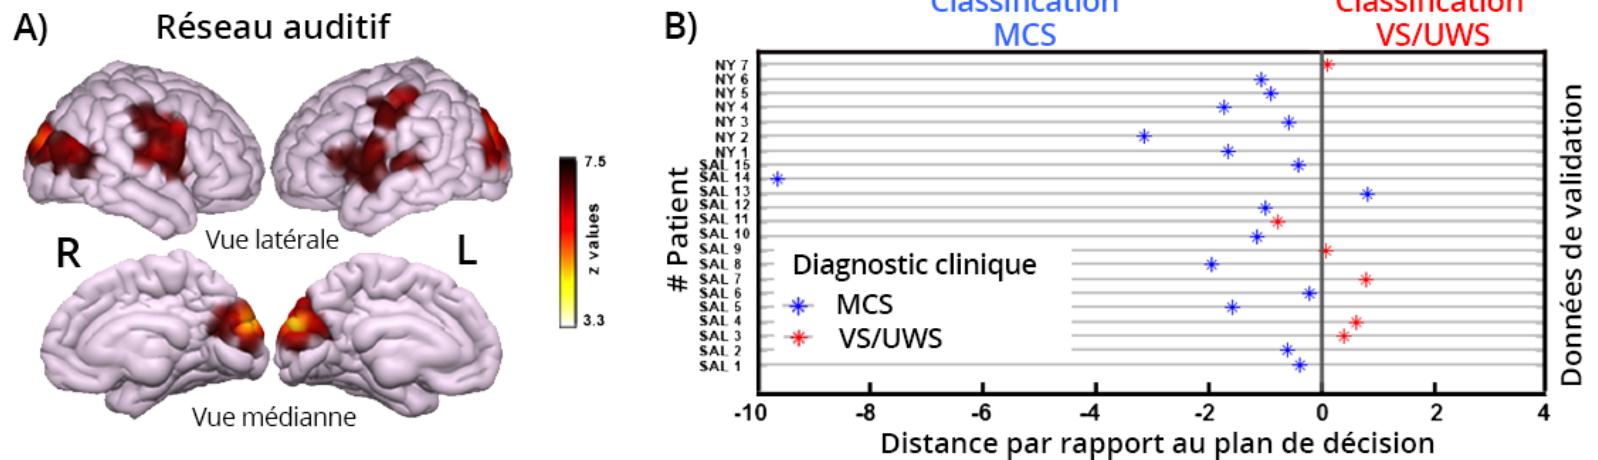 A)
Réseau auditif
Vue latérale
R
L
Vue médianne
7.5
z values
3.3
B)
Classification
MCS
Classification
VS/UWS
# Patient
NY 7
NY 6
NY 5
NY 4
NY 3
NY 2
NY 1
SAL 15
SAL 14
SAL 13
SAL 12
SAL 11
SAL 10
SAL 9
SAL 8
SAL 7
SAL 6
SAL 5
SAL 4
SAL 3
SAL 2
SAL 1
Diagnostic clinique
MCS
VS/UWS
-10 -8 -6 -4 -2 0 2 4
Distance par rapport au plan de décision
Données de validation